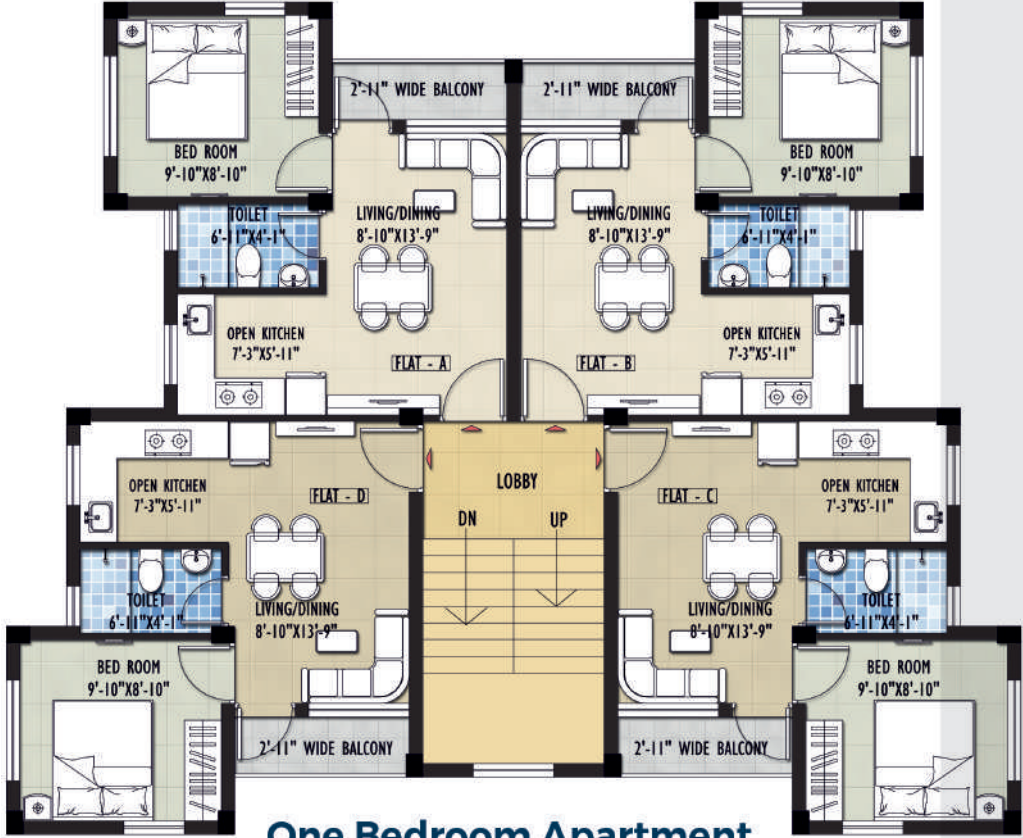 2'-11" WIDE BALCONY
2'-11" WIDE BALCONY
BED ROOM
9'-10"X8'-10"
BED ROOM
9'-10"X8'-10"
TOILET
6'-11"X4'-1"
LIVING/DINING
8'-10"X13'-9"
LIVING/DINING
8'-10"X13'-9"
TOILET
6'-11"X4'-1"
OPEN KITCHEN
7'-3"X5'-11"
FLAT - A
FLAT - B
OPEN KITCHEN
7'-3"X5'-11"
LOBBY
OPEN KITCHEN
7'-3"X5'-11"
FLAT - D
FLAT - C
OPEN KITCHEN
7'-3"X5'-11"
DN
UP
TOILET
6'-11"X4'-1"
LIVING/DINING
8'-10"X13'-9"
LIVING/DINING
8'-10"X13'-9"
TOILET
6'-11"X4'-1"
BED ROOM
9'-10"X8'-10"
BED ROOM
9'-10"X8'-10"
2'-11" WIDE BALCONY
2'-11" WIDE BALCONY
One Bedroom Apartment